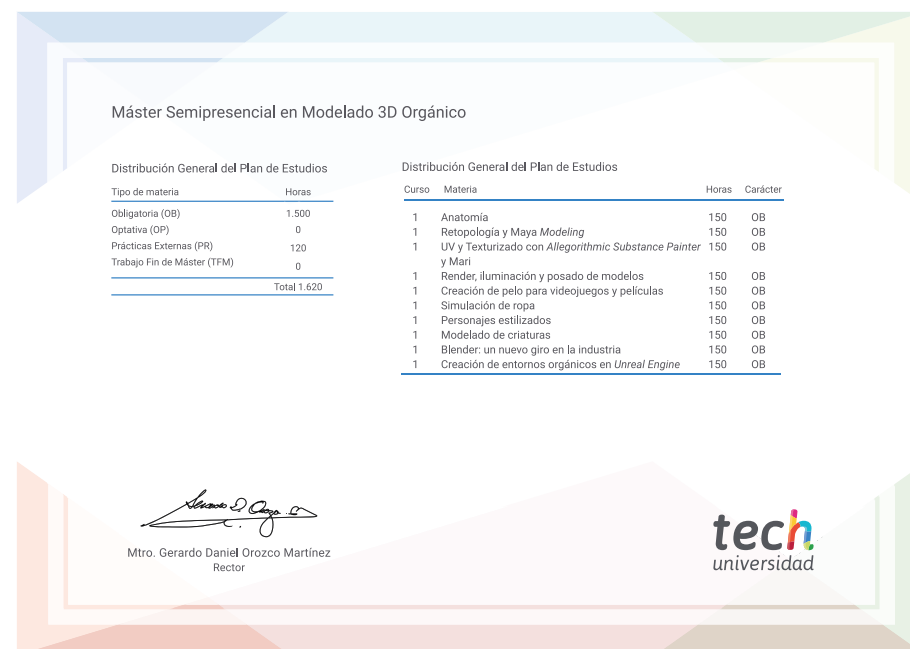 Máster Semipresencial en Modelado 3D Orgánico
Distribución General del Plan de Estudios
Tipo de materia Horas
Obligatoria (OB) 1.500
Optativa (OP) 0
Prácticas Externas (PR) 120
Trabajo Fin de Máster (TFM) 0
Total 1.620
Distribución General del Plan de Estudios
Curso Materia Horas Carácter
1 Anatomía 150 OB
1 Retopología y Maya Modeling 150 OB
1 UV y Texturizado con Allegorithmic Substance Painter 150 OB
y Mari
1 Render, iluminación y posado de modelos 150 OB
1 Creación de pelo para videojuegos y películas 150 OB
1 Simulación de ropa 150 OB
1 Personajes estilizados 150 OB
1 Modelado de criaturas 150 OB
1 Blender: un nuevo giro en la industria 150 OB
1 Creación de entornos orgánicos en Unreal Engine 150 OB
Mtro. Gerardo Daniel Orozco Martínez
Rector
tech
universidad